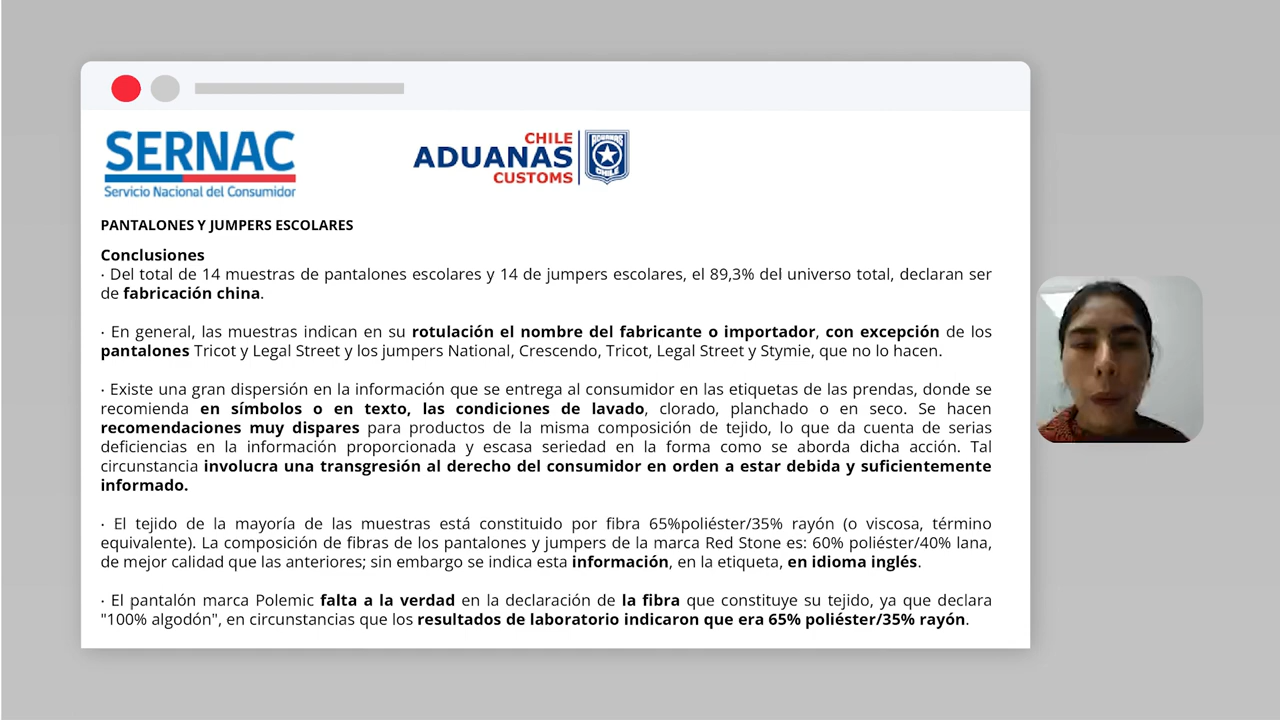 SERNAC
Servicio Nacional del Consumidor
CHILE
ADUANAS
CUSTOMS
ADUANAS
CHILE
PANTALONES Y JUMPERS ESCOLARES
Conclusiones
· Del total de 14 muestras de pantalones escolares y 14 de jumpers escolares, el 89,3% del universo total, declaran ser
de fabricación china.
· En general, las muestras indican en su rotulación el nombre del fabricante o importador, con excepción de los
pantalones Tricot y Legal Street y los jumpers National, Crescendo, Tricot, Legal Street y Stymie, que no lo hacen.
· Existe una gran dispersión en la información que se entrega al consumidor en las etiquetas de las prendas, donde se
recomienda en símbolos o en texto, las condiciones de lavado, clorado, planchado o en seco. Se hacen
recomendaciones muy dispares para productos de la misma composición de tejido, lo que da cuenta de serias
deficiencias en la información proporcionada y escasa seriedad en la forma como se aborda dicha acción. Tal
circunstancia involucra una transgresión al derecho del consumidor en orden a estar debida y suficientemente
informado.
· El tejido de la mayoría de las muestras está constituido por fibra 65%poliéster/35% rayón (o viscosa, término
equivalente). La composición de fibras de los pantalones y jumpers de la marca Red Stone es: 60% poliéster/40% lana,
de mejor calidad que las anteriores; sin embargo se indica esta información, en la etiqueta, en idioma inglés.
· El pantalón marca Polemic falta a la verdad en la declaración de la fibra que constituye su tejido, ya que declara
"100% algodón", en circunstancias que los resultados de laboratorio indicaron que era 65% poliéster/35% rayón.